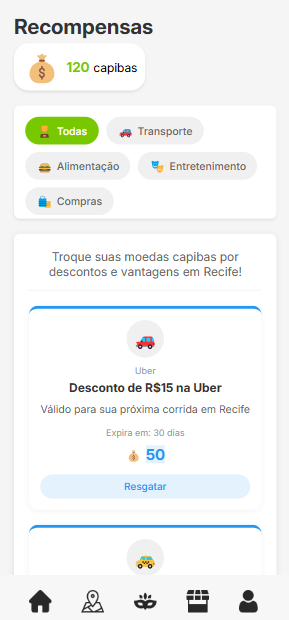 Recompensas
120 capibas
Todas
Transporte
Alimentação
Entretenimento
Compras
Troque suas moedas capibas por
descontos e vantagens em Recife!
Uber
Desconto de R$15 na Uber
Válido para sua próxima corrida em Recife
Expira em: 30 dias
50
Resgatar